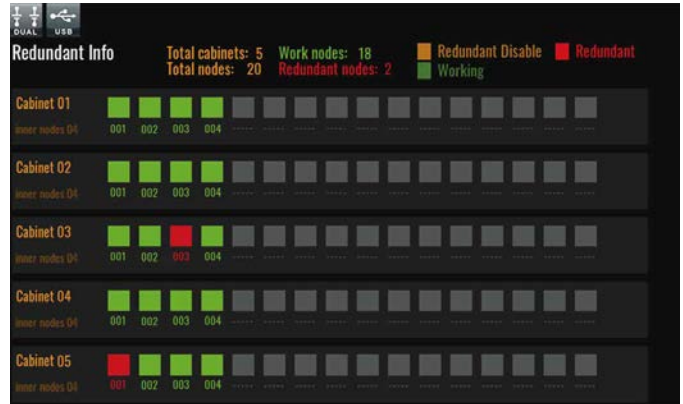 DUAL USB
Redundant Info
Total cabinets: 5 Work nodes: 18 Redundant Disable Redundant
Total nodes: 20 Redundant nodes: 2 Working
Cabinet 01
inner nodes 04 001 002 003 004 ----- ----- ----- ----- ----- ----- ----- ----- ----- ----- ----- -----
Cabinet 02
inner nodes 04 001 002 003 004 ----- ----- ----- ----- ----- ----- ----- ----- ----- ----- ----- -----
Cabinet 03
inner nodes 04 001 002 003 004 ----- ----- ----- ----- ----- ----- ----- ----- ----- ----- ----- -----
Cabinet 04
inner nodes 04 001 002 003 004 ----- ----- ----- ----- ----- ----- ----- ----- ----- ----- ----- -----
Cabinet 05
inner nodes 04 001 002 003 004 ----- ----- ----- ----- ----- ----- ----- ----- ----- ----- ----- -----